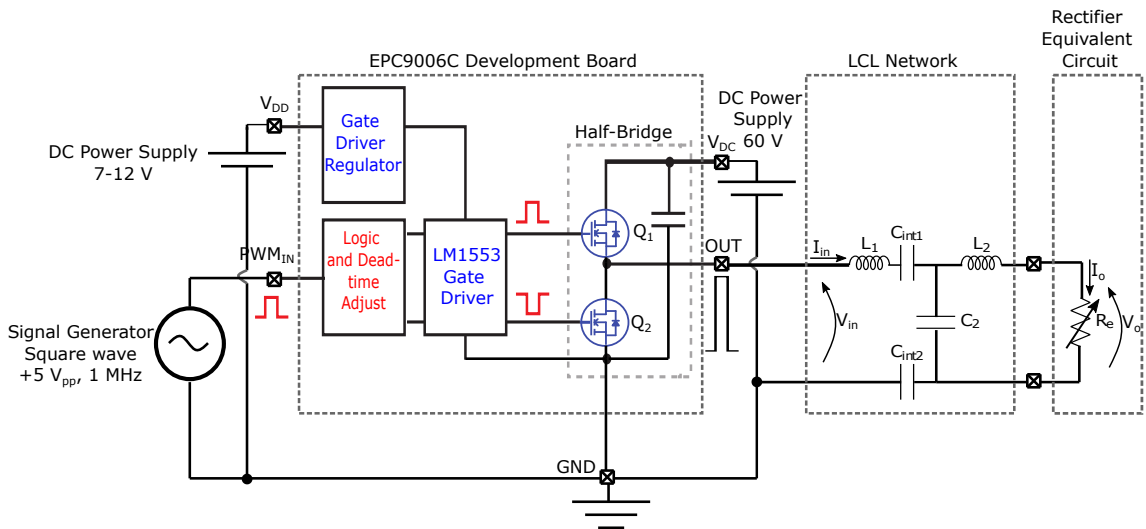 Rectifier
Equivalent
Circuit
EPC9006C Development Board
LCL Network
DC Power
Supply
60 V
V_DD
Gate
Driver
Regulator
Half-Bridge
V_DC
DC Power Supply
7-12 V
Q_1
OUT
I_in
L_1
C_int1
L_2
PWM_IN
Logic
and Dead-
time
Adjust
LM1553
Gate
Driver
I_o
V_in
C_2
R_e
V_o
Q_2
Signal Generator
Square wave
+5 V_pp, 1 MHz
C_int2
GND